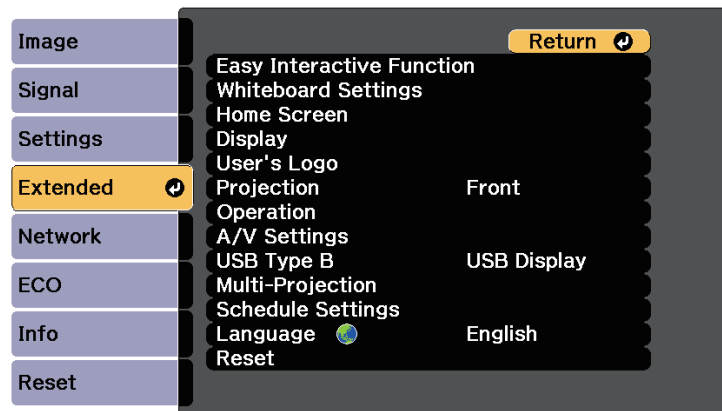 Image
Signal
Settings
Extended
Network
ECO
Info
Reset
Return
Easy Interactive Function
Whiteboard Settings
Home Screen
Display
User's Logo
Projection Front
Operation
A/V Settings
USB Type B USB Display
Multi-Projection
Schedule Settings
Language English
Reset